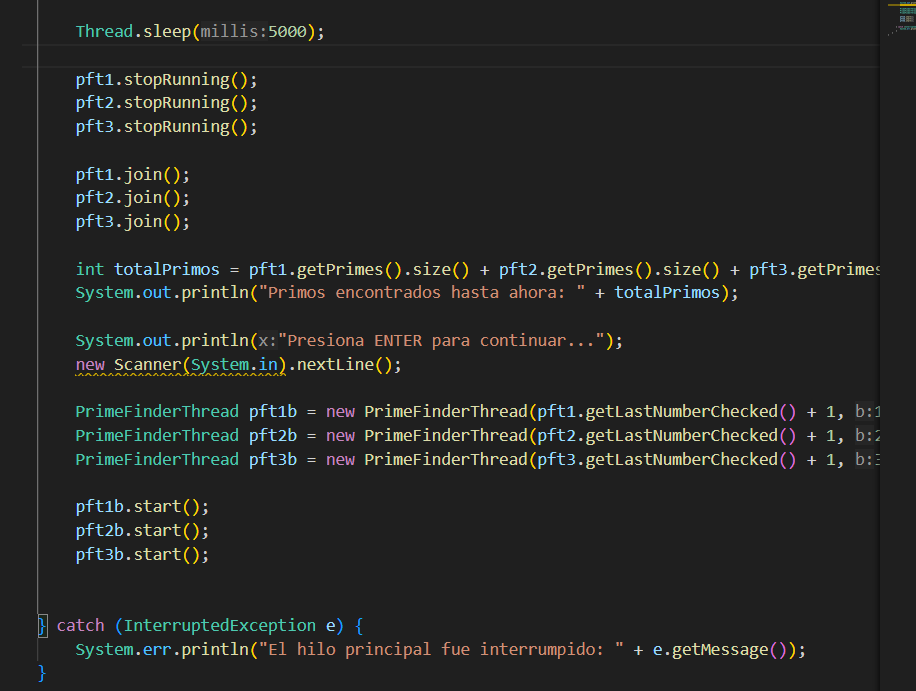 Thread.sleep(millis:5000);
pft1.stopRunning();
pft2.stopRunning();
pft3.stopRunning();
pft1.join();
pft2.join();
pft3.join();
int totalPrimos = pft1.getPrimes().size() + pft2.getPrimes().size() + pft3.getPrimes
System.out.println("Primos encontrados hasta ahora: " + totalPrimos);
System.out.println(x:"Presiona ENTER para continuar...");
new Scanner(System.in).nextLine();
PrimeFinderThread pft1b = new PrimeFinderThread(pft1.getLastNumberChecked() + 1, b:1
PrimeFinderThread pft2b = new PrimeFinderThread(pft2.getLastNumberChecked() + 1, b:2
PrimeFinderThread pft3b = new PrimeFinderThread(pft3.getLastNumberChecked() + 1, b:3
pft1b.start();
pft2b.start();
pft3b.start();
} catch (InterruptedException e) {
System.err.println("El hilo principal fue interrumpido: " + e.getMessage());
}